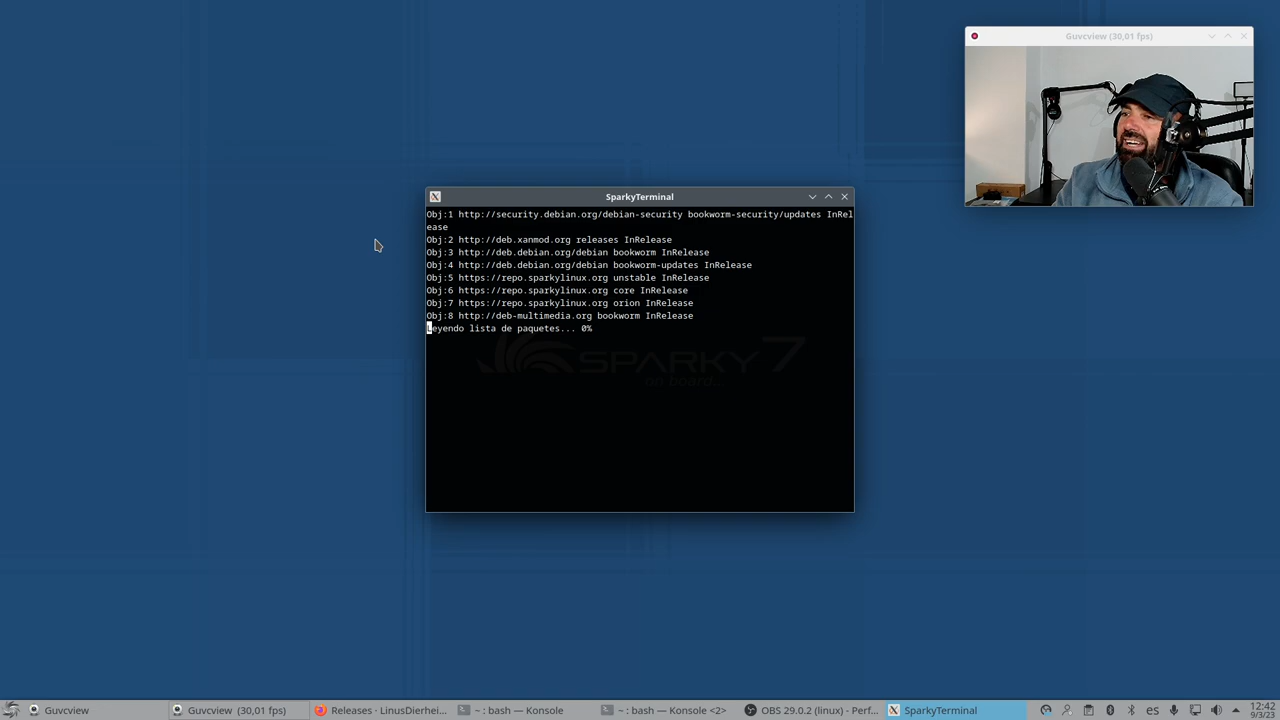 Guvcview (30,01 fps)
SparkyTerminal
Obj:1 http://security.debian.org/debian-security bookworm-security/updates InRel
ease
Obj:2 http://deb.xanmod.org releases InRelease
Obj:3 http://deb.debian.org/debian bookworm InRelease
Obj:4 http://deb.debian.org/debian bookworm-updates InRelease
Obj:5 https://repo.sparkylinux.org unstable InRelease
Obj:6 https://repo.sparkylinux.org core InRelease
Obj:7 https://repo.sparkylinux.org orion InRelease
Obj:8 http://deb-multimedia.org bookworm InRelease
Leyendo lista de paquetes... 0%
SPARKY 7
on board...
Guvcview
Guvcview (30,01 fps)
Releases · LinusDierhei...
~ : bash — Konsole
~ : bash — Konsole <2>
OBS 29.0.2 (linux) - Perf...
SparkyTerminal
es
12:42
9/3/23